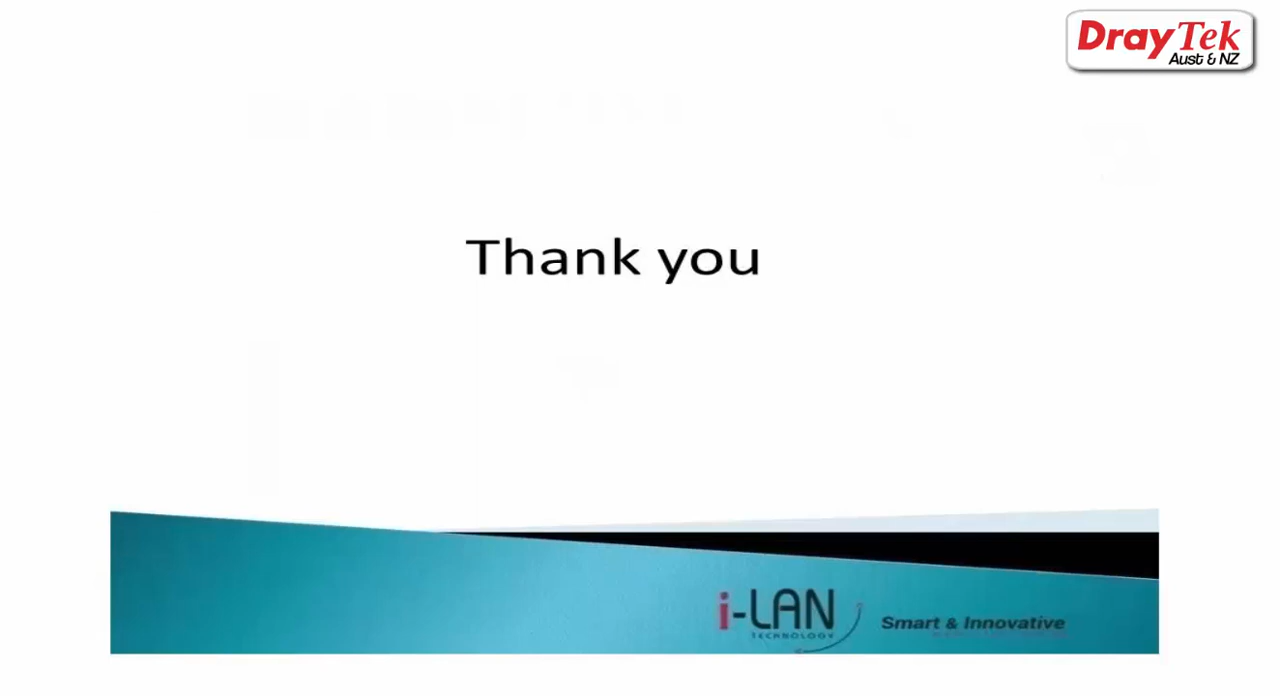 DrayTek
Aust & NZ
Thank you
i-LAN
TECHNOLOGY
Smart & Innovative